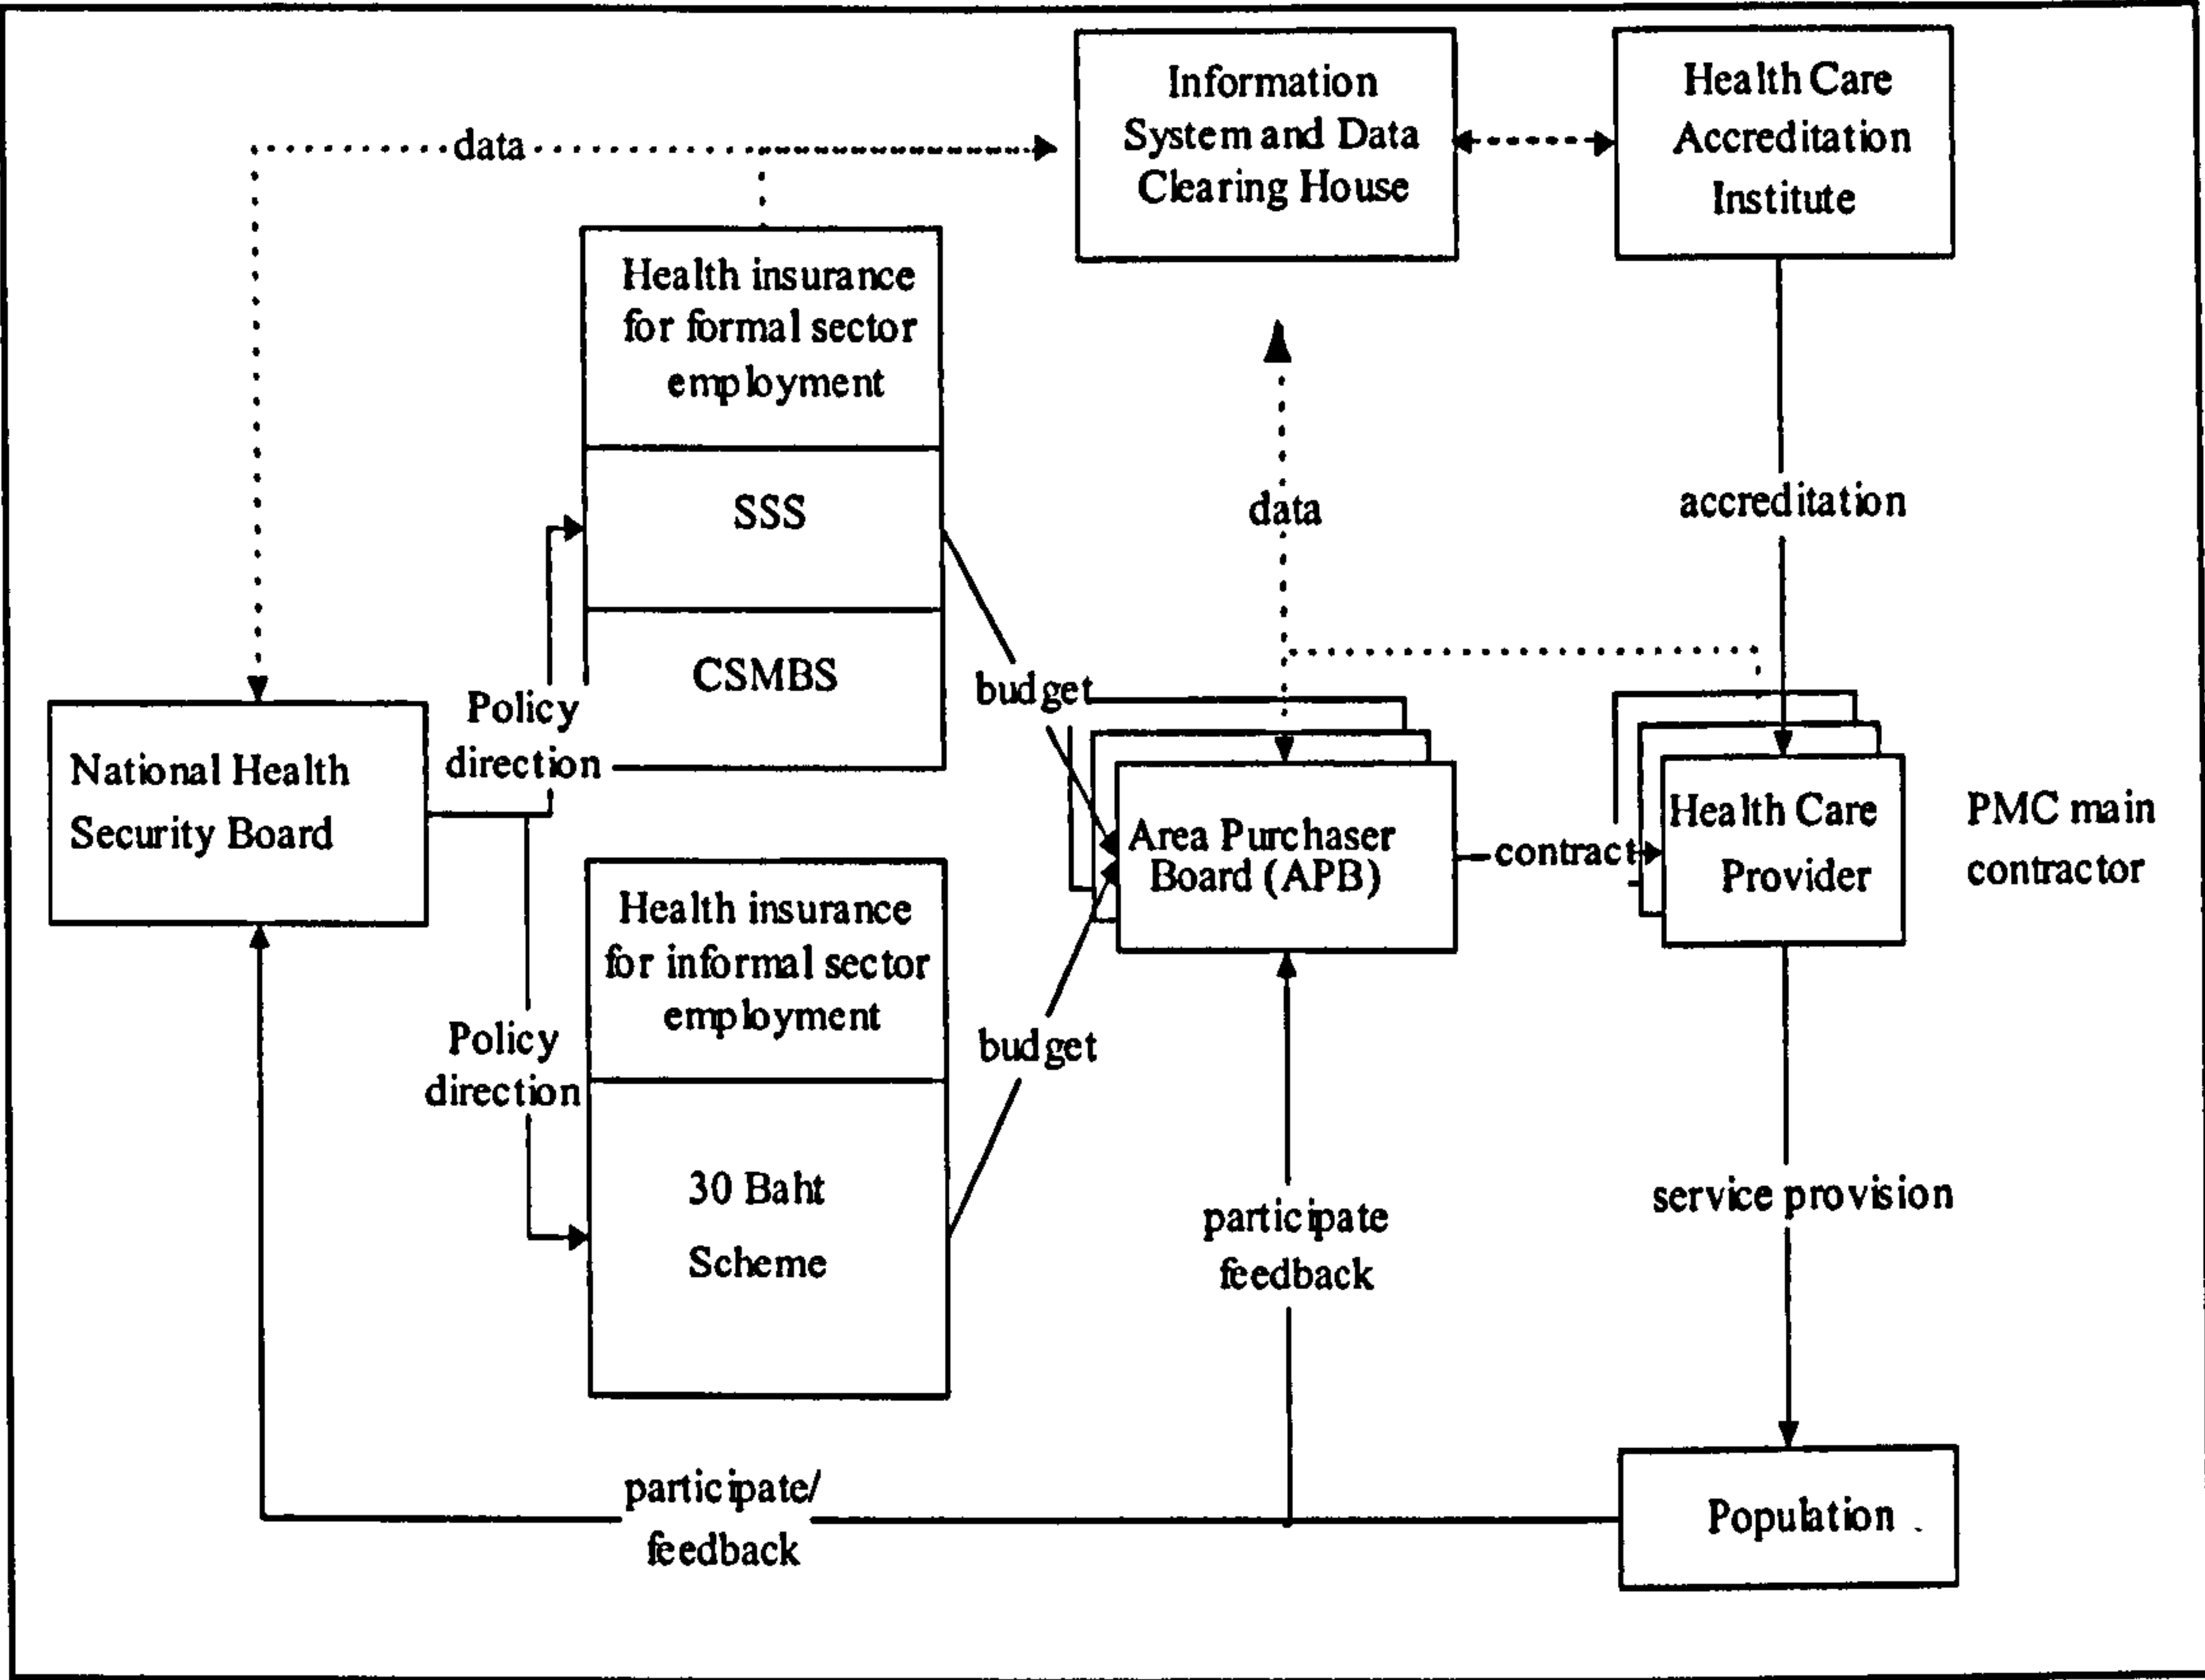 Information
System and Data
Clearing House
Health Care
Accreditation
Institute
data
Health insurance
for formal sector
employment
SSS
CSMBS
data
accreditation
Policy
direction
budget
National Health
Security Board
Area Purchaser
Board (APB)
contract
Health Care
Provider
PMC main
contractor
Health insurance
for informal sector
employment
30 Baht
Scheme
Policy
direction
budget
participate
feedback
service provision
participate/
feedback
Population